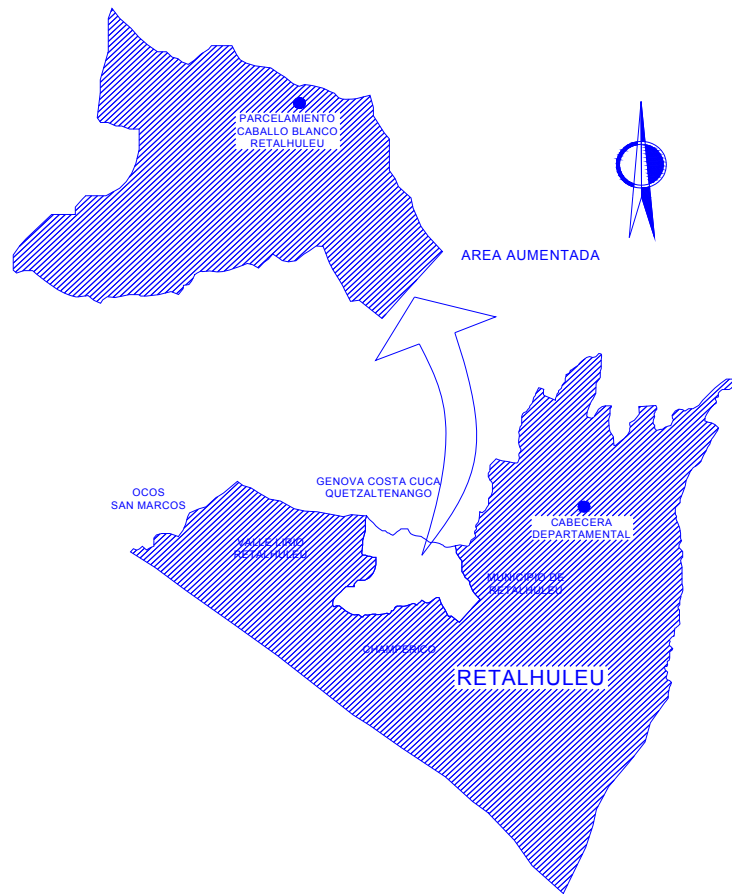 PARCELAMIENTO
CABALLO BLANCO
RETALHULEU
AREA AUMENTADA
GENOVA COSTA CUCA
QUETZALTENANGO
OCOS
SAN MARCOS
CABECERA
DEPARTAMENTAL
VALLE LIRIO
RETALHULEU
MUNICIPIO DE
RETALHULEU
CHAMPERICO
RETALHULEU